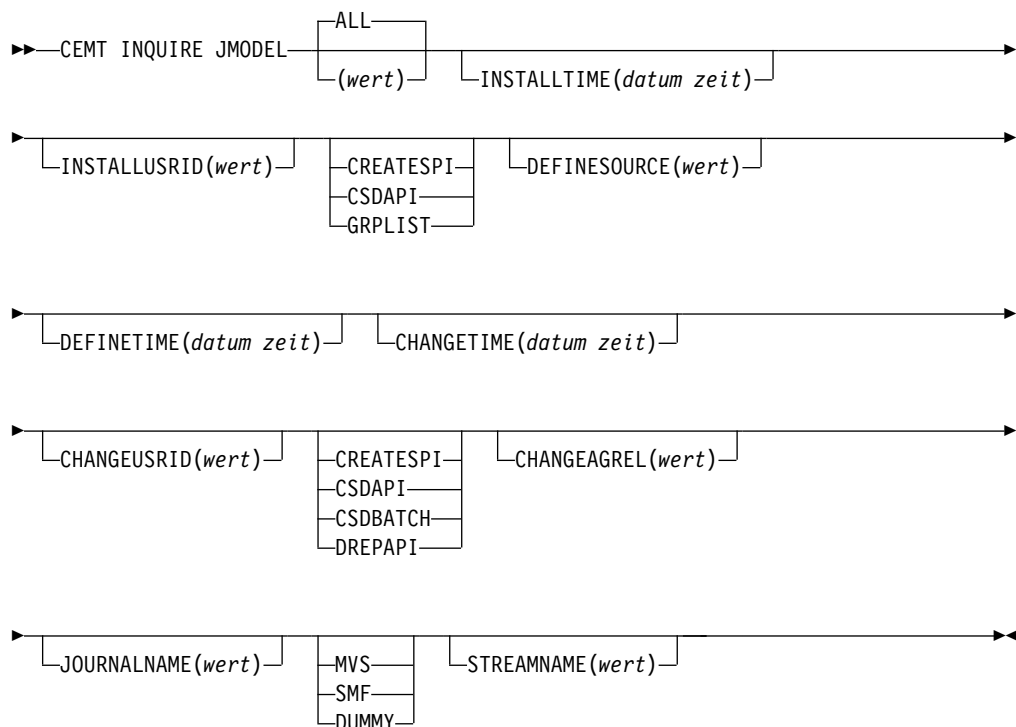 ALL
CEMT INQUIRE JMODEL
(wert)
INSTALLTIME(datum zeit)
INSTALLUSRID(wert)
CREATESPI
CSDAPI
GRPLIST
DEFINESOURCE(wert)
DEFINETIME(datum zeit)
CHANGETIME(datum zeit)
CHANGEUSRID(wert)
CREATESPI
CSDAPI
CSDBATCH
DREPAPI
CHANGEAGREL(wert)
JOURNALNAME(wert)
MVS
SMF
DUMMY
STREAMNAME(wert)